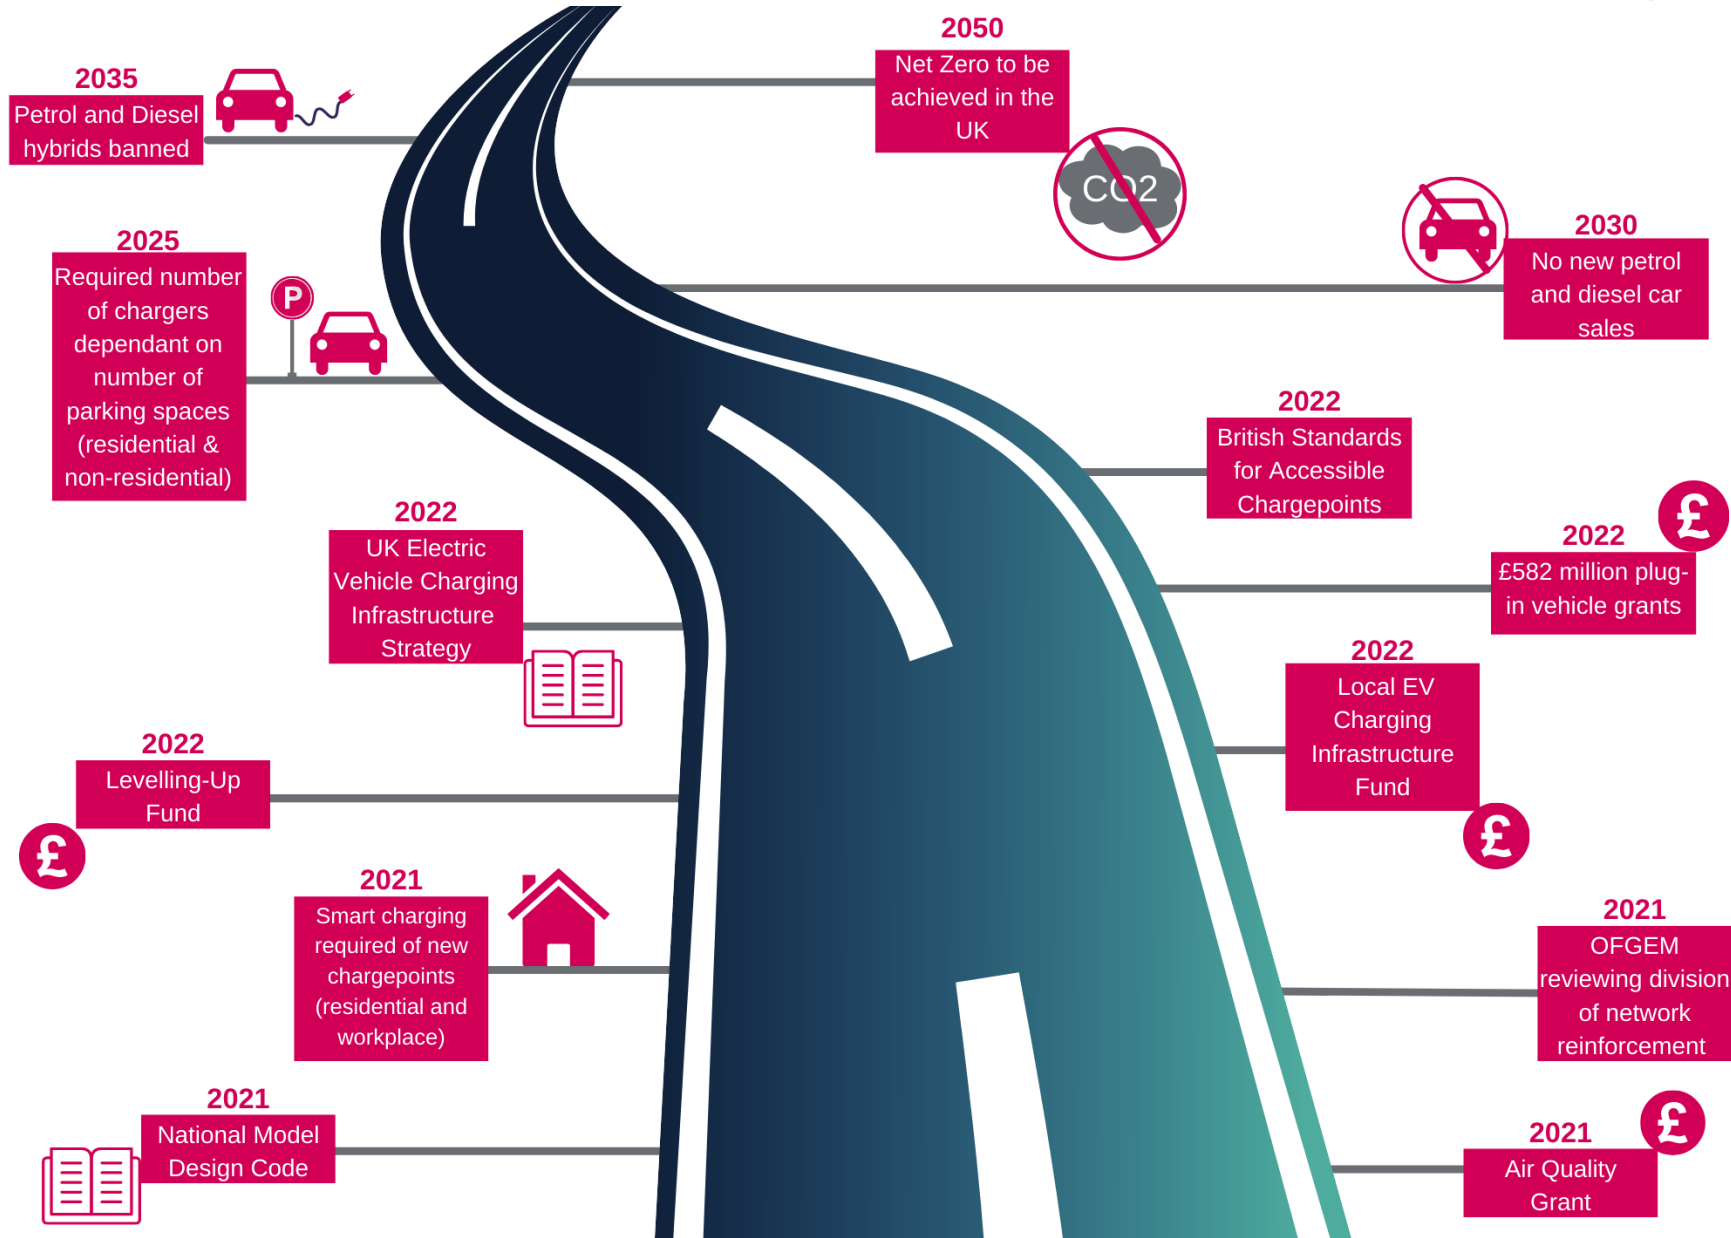 2050
Net Zero to be
achieved in the
UK
CO2
2035
Petrol and Diesel
hybrids banned
2030
No new petrol
and diesel car
sales
2025
Required number
of chargers
dependant on
number of
parking spaces
(residential &
non-residential)
P
2022
British Standards
for Accessible
Chargepoints
2022
UK Electric
Vehicle Charging
Infrastructure
Strategy
£
2022
£582 million plug-
in vehicle grants
2022
Local EV
Charging
Infrastructure
Fund
£
2022
Levelling-Up
Fund
£
2021
Smart charging
required of new
chargepoints
(residential and
workplace)
2021
OFGEM
reviewing division
of network
reinforcement
2021
National Model
Design Code
£
2021
Air Quality
Grant